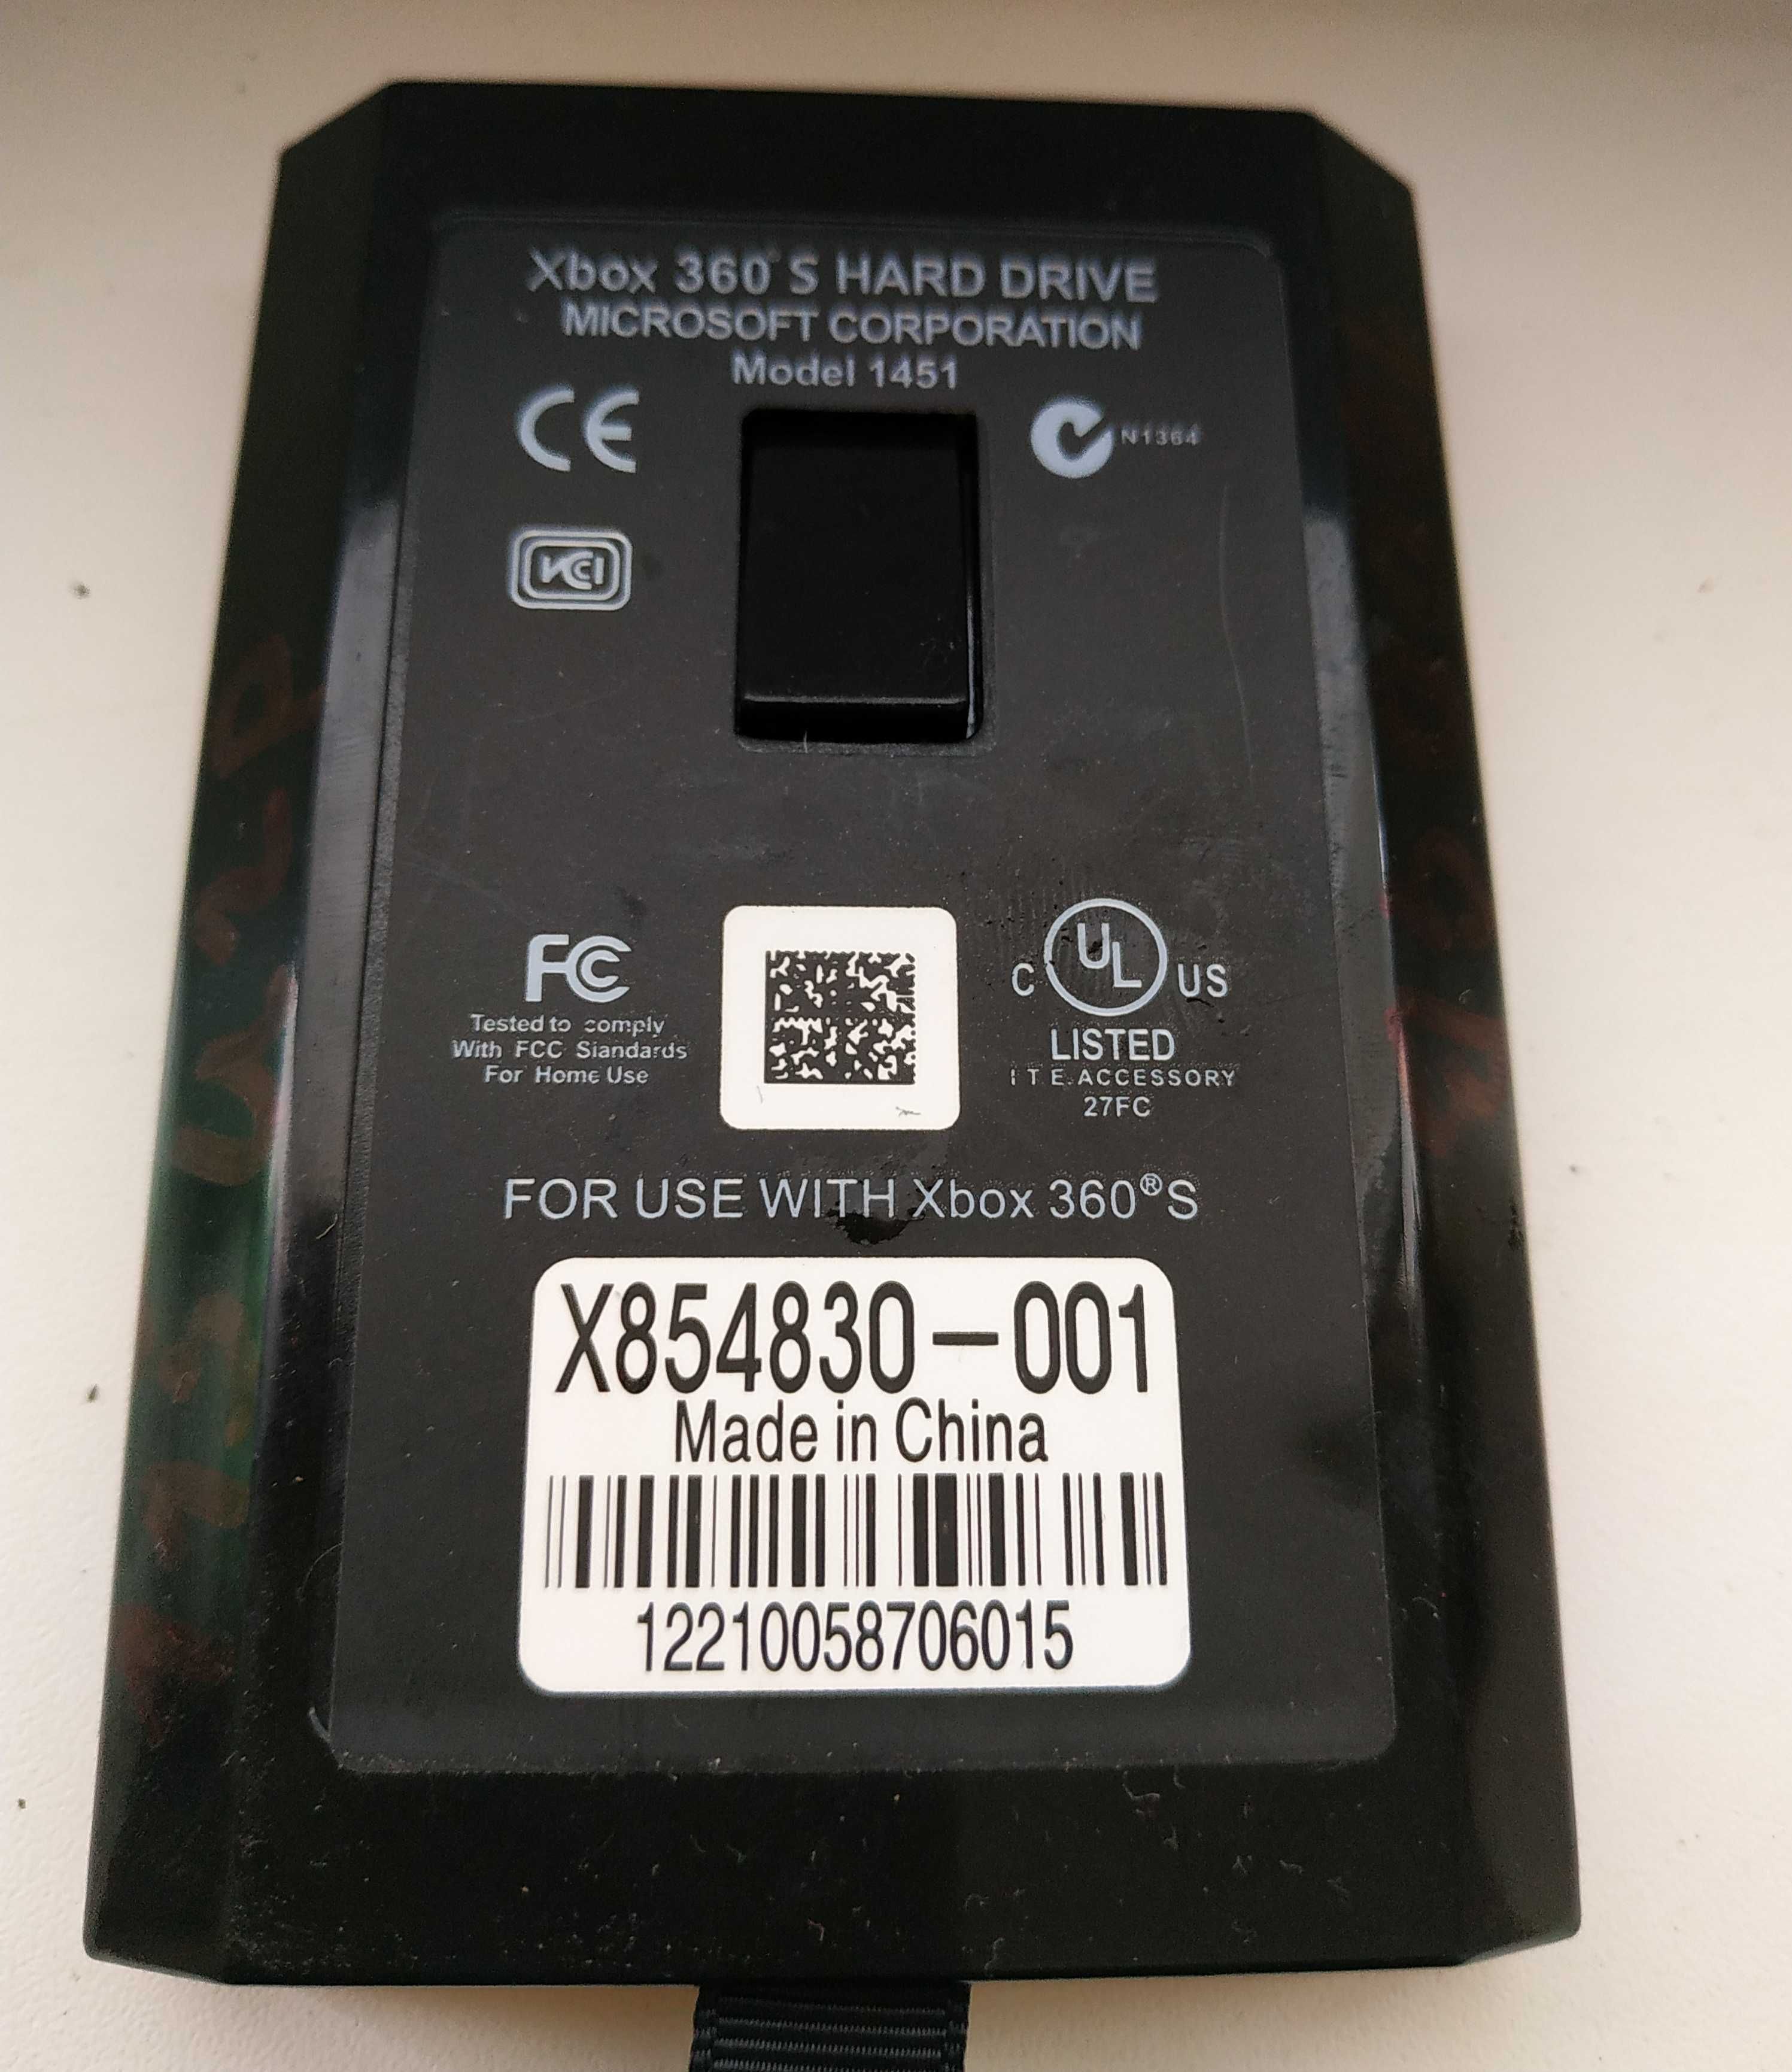 Xbox 360® S HARD DRIVE
MICROSOFT CORPORATION
Model 1451
CE
N1364
FC
Tested to comply
With FCC Standards
For Home Use
C UL US
LISTED
I T E. ACCESSORY
27FC
FOR USE WITH Xbox 360® S
X854830-001
Made in China
12210058706015